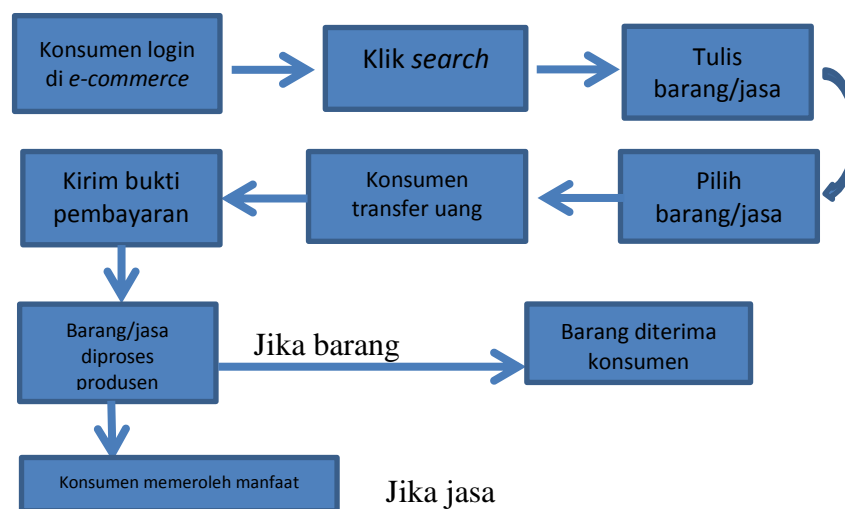 Konsumen login
di e-commerce
Klik search
Tulis
barang/jasa
Kirim bukti
pembayaran
Konsumen
transfer uang
Pilih
barang/jasa
Barang/jasa
diproses
produsen
Jika barang
Barang diterima
konsumen
Konsumen memeroleh manfaat
Jika jasa